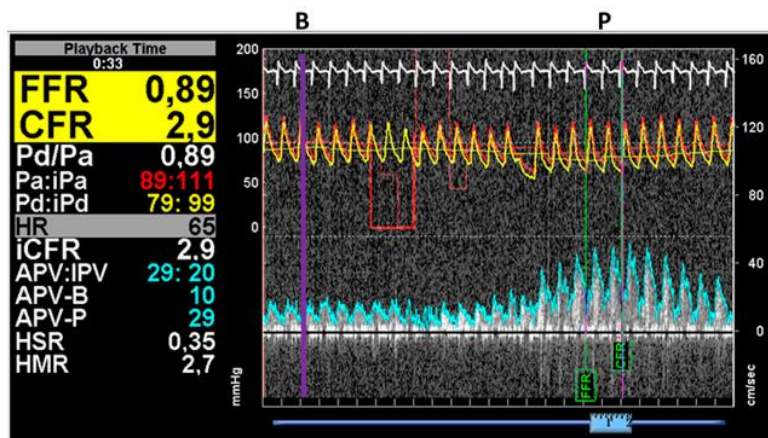 B P
Playback Time
0:33
FFR 0,89
CFR 2,9
Pd/Pa 0,89
Pa:iPa 89:111
Pd:iPd 79: 99
HR 65
iCFR 2.9
APV:IPV 29: 20
APV-B 10
APV-P 29
HSR 0,35
HMR 2,7
200
150
100
50
0
mmHg
160
120
80
40
0
cm/sec
FFR
CFR
1 2